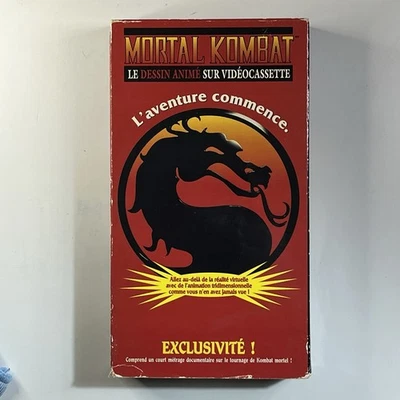 MORTAL KOMBAT
LE DESSIN ANIMÉ SUR VIDÉOCASSETTE
L'aventure commence.
Allez au-delà de la réalité virtuelle
avec de l'animation tridimensionnelle
comme vous n'en avez jamais vue !
EXCLUSIVITÉ !
Comprend un court métrage documentaire sur le tournage de Kombat mortel !